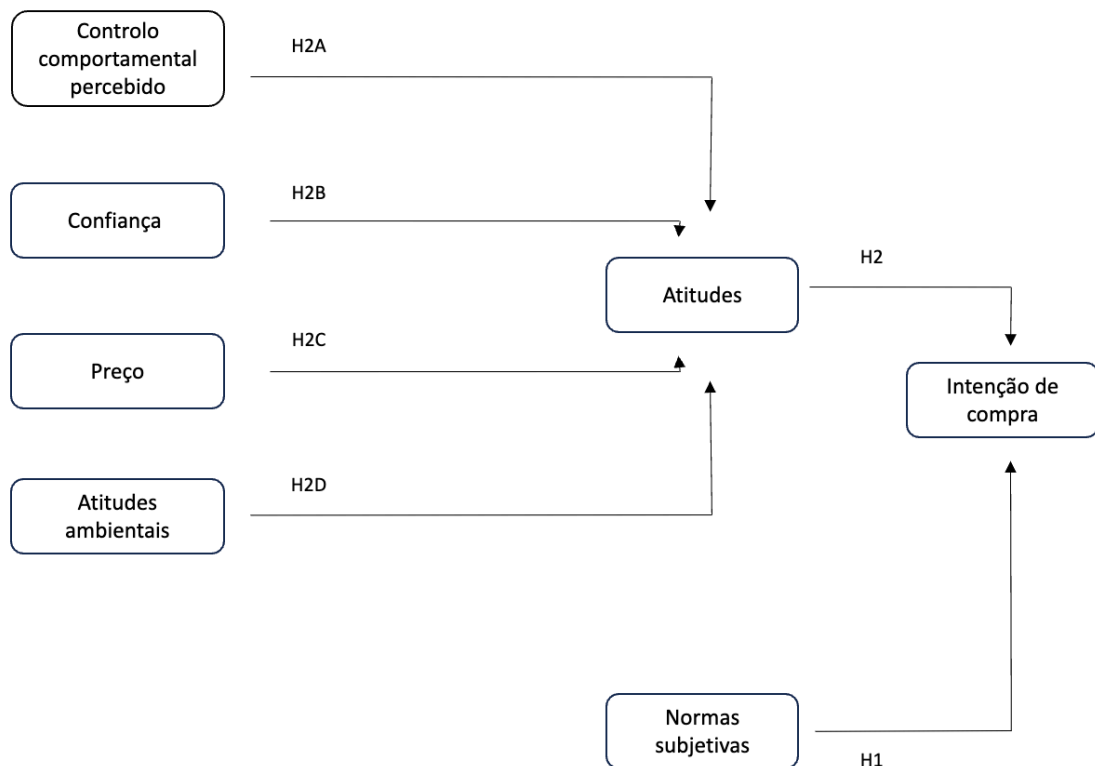 Controlo
comportamental
percebido
H2A
Confiança
H2B
Atitudes
H2
Preço
H2C
Intenção de
compra
Atitudes
ambientais
H2D
Normas
subjetivas
H1